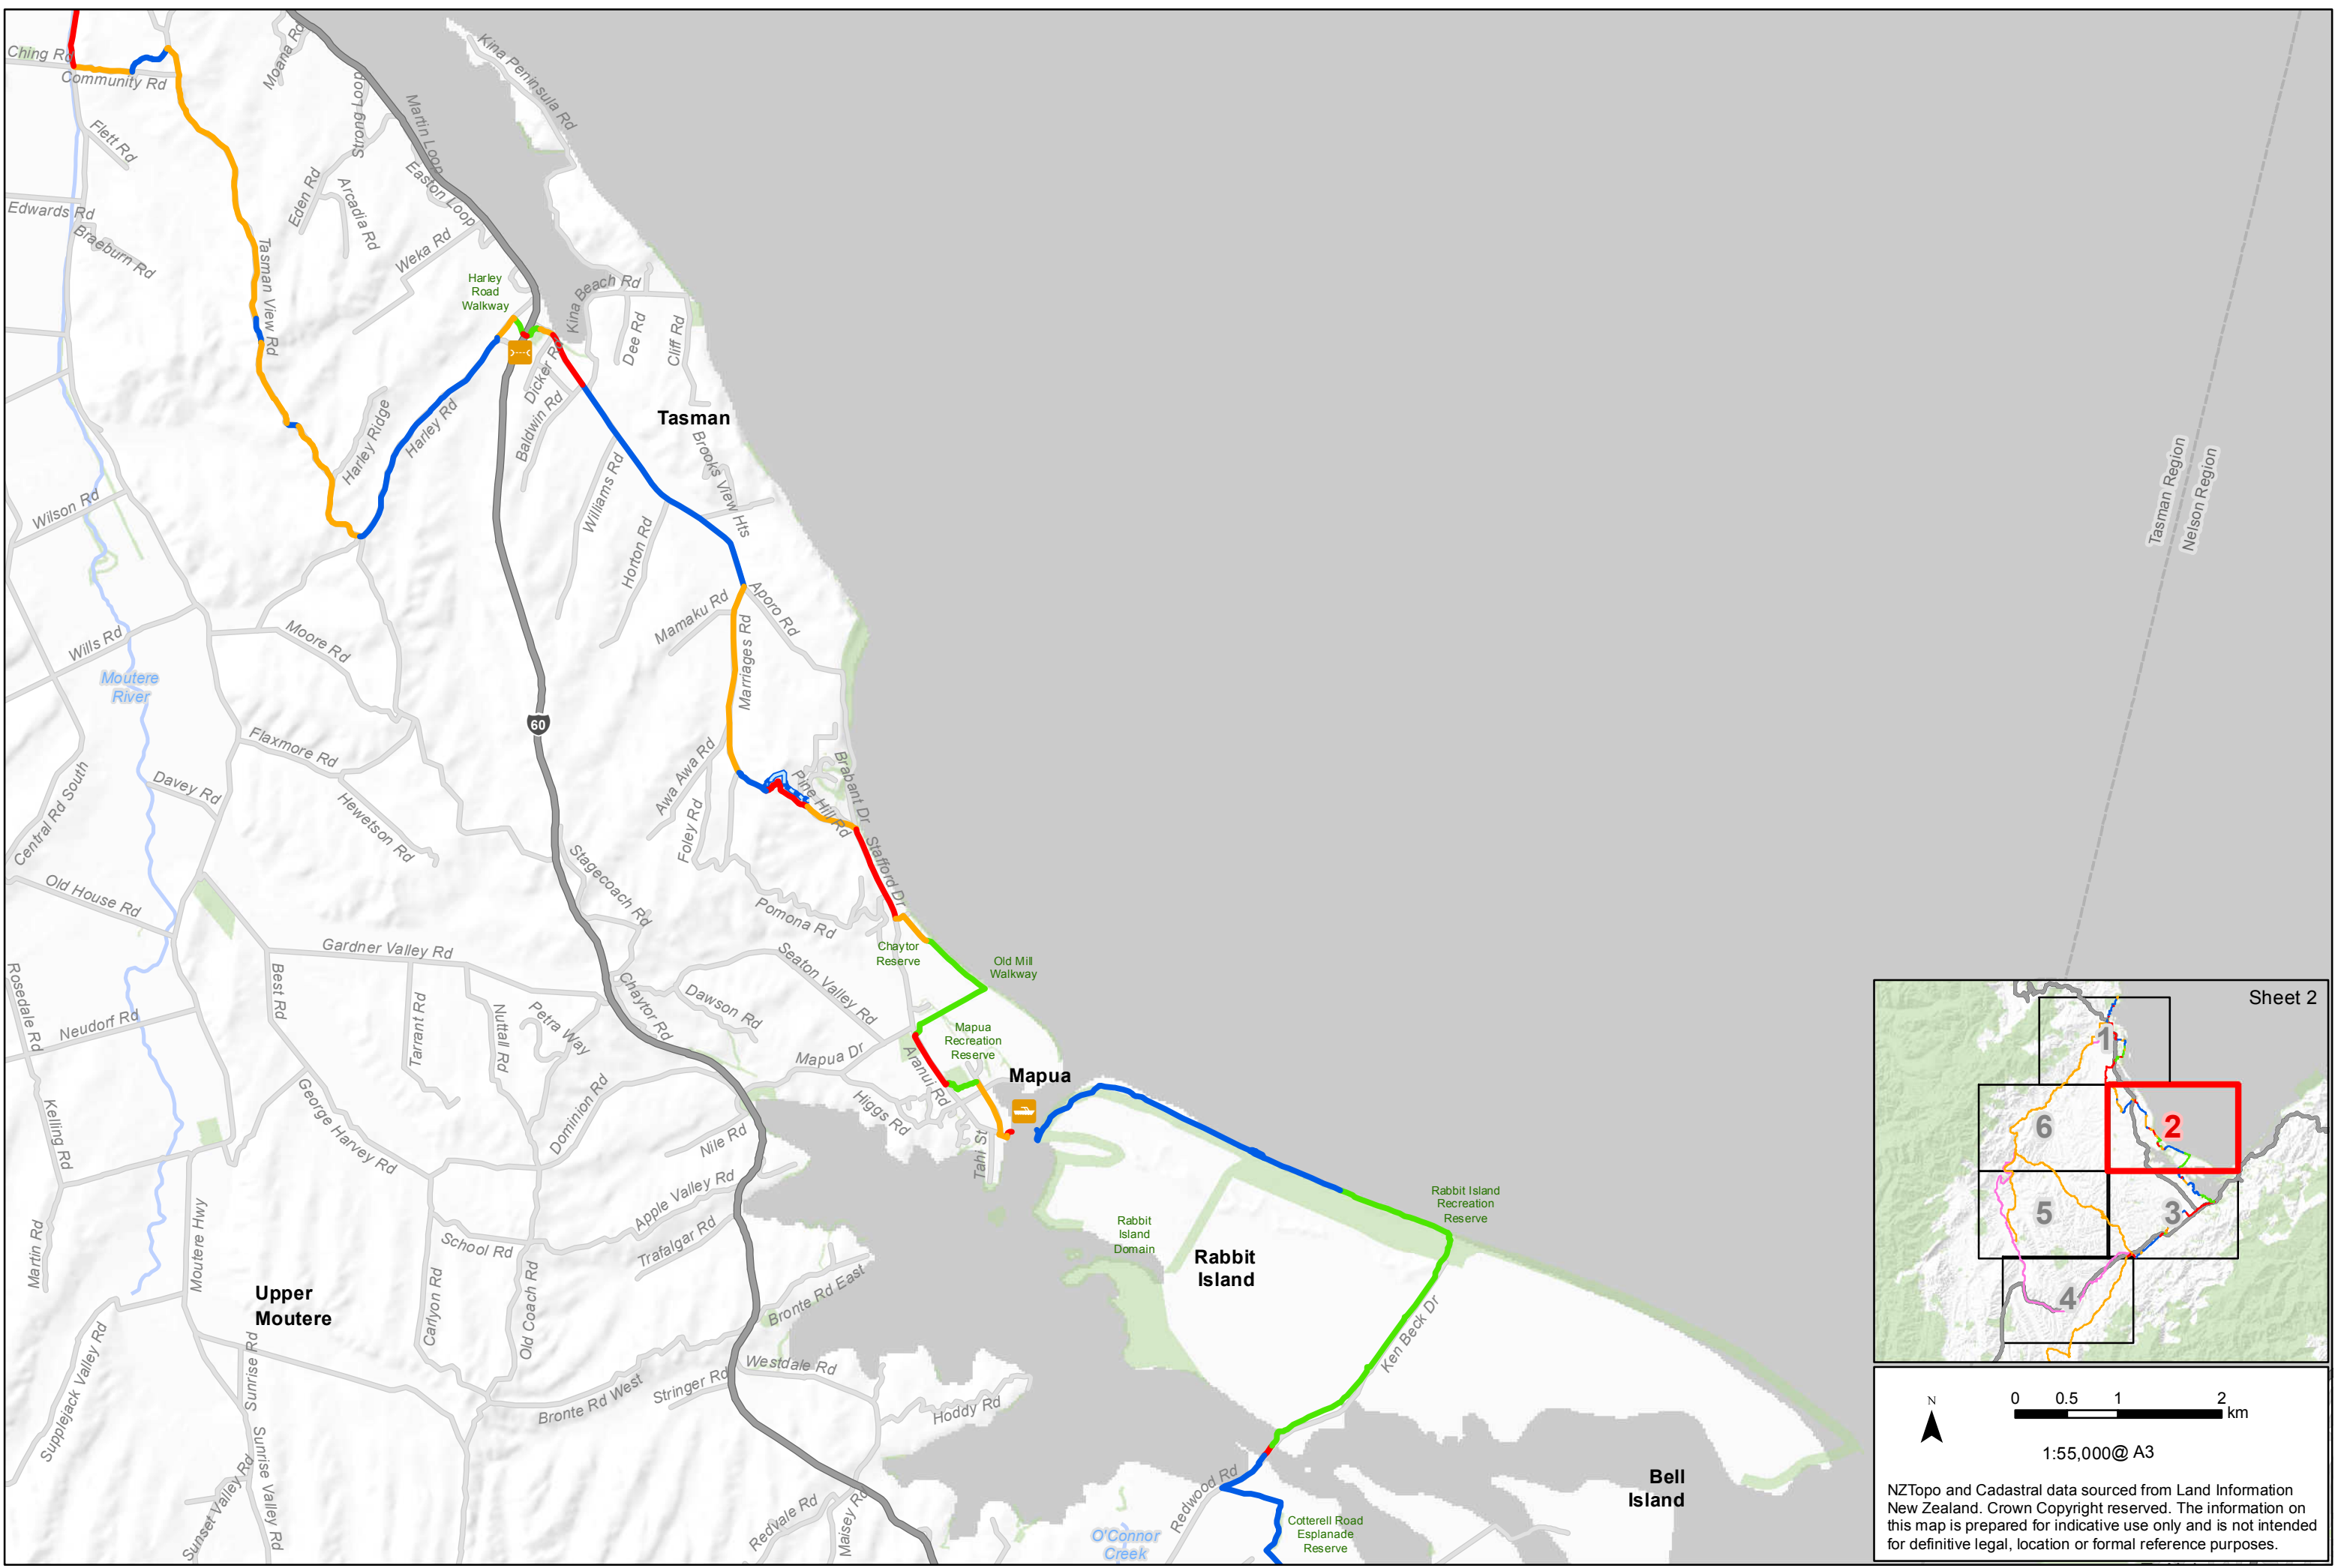 Ching Rd
Community Rd
Moana Rd
Strong Loop
Martin Loop
Kina Peninsula Rd
Flett Rd
Easton Loop
Eden Rd
Arcadia Rd
Edwards Rd
Braeburn Rd
Weka Rd
Tasman View Rd
Harley
Road
Walkway
Kina Beach Rd
Dee Rd
Cliff Rd
Dicker Rd
Baldwin Rd
Harley Ridge
Harley Rd
Tasman
Brooks View Hts
Williams Rd
Horton Rd
Wilson Rd
Tasman Region
Nelson Region
Aporo Rd
Mamaku Rd
Marriages Rd
Wills Rd
Moore Rd
Moutere
River
60
Flaxmore Rd
Davey Rd
Hewetson Rd
Central Rd South
Awa Awa Rd
Foley Rd
Pine Hill Rd
Brabant Dr
Stafford Dr
Stagecoach Rd
Old House Rd
Pomona Rd
Chaytor
Reserve
Old Mill
Walkway
Gardner Valley Rd
Seaton Valley Rd
Rosedale Rd
Best Rd
Tarrant Rd
Nuttall Rd
Petra Way
Chaytor Rd
Dawson Rd
Neudorf Rd
Mapua
Recreation
Reserve
Mapua Dr
Aranui Rd
Mapua
Kelling Rd
George Harvey Rd
Dominion Rd
Higgs Rd
Nile Rd
Tahi St
Martin Rd
Moutere Hwy
Apple Valley Rd
School Rd
Trafalgar Rd
Rabbit Island
Recreation
Reserve
Rabbit
Island
Domain
Rabbit
Island
Upper
Moutere
Carlyon Rd
Old Coach Rd
Bronte Rd East
Ken Beck Dr
Supplejack Valley Rd
Sunrise Rd
Westdale Rd
Stringer Rd
Bronte Rd West
Hoddy Rd
Sunset Valley Rd
Sunrise Valley Rd
Redvale Rd
Maisey Rd
Redwood Rd
O'Connor
Creek
Cotterell Road
Esplanade
Reserve
Bell
Island
Sheet 2
1
6
2
5
3
4
N
0 0.5 1 2
km
1:55,000@ A3
NZTopo and Cadastral data sourced from Land Information
New Zealand. Crown Copyright reserved. The information on
this map is prepared for indicative use only and is not intended
for definitive legal, location or formal reference purposes.